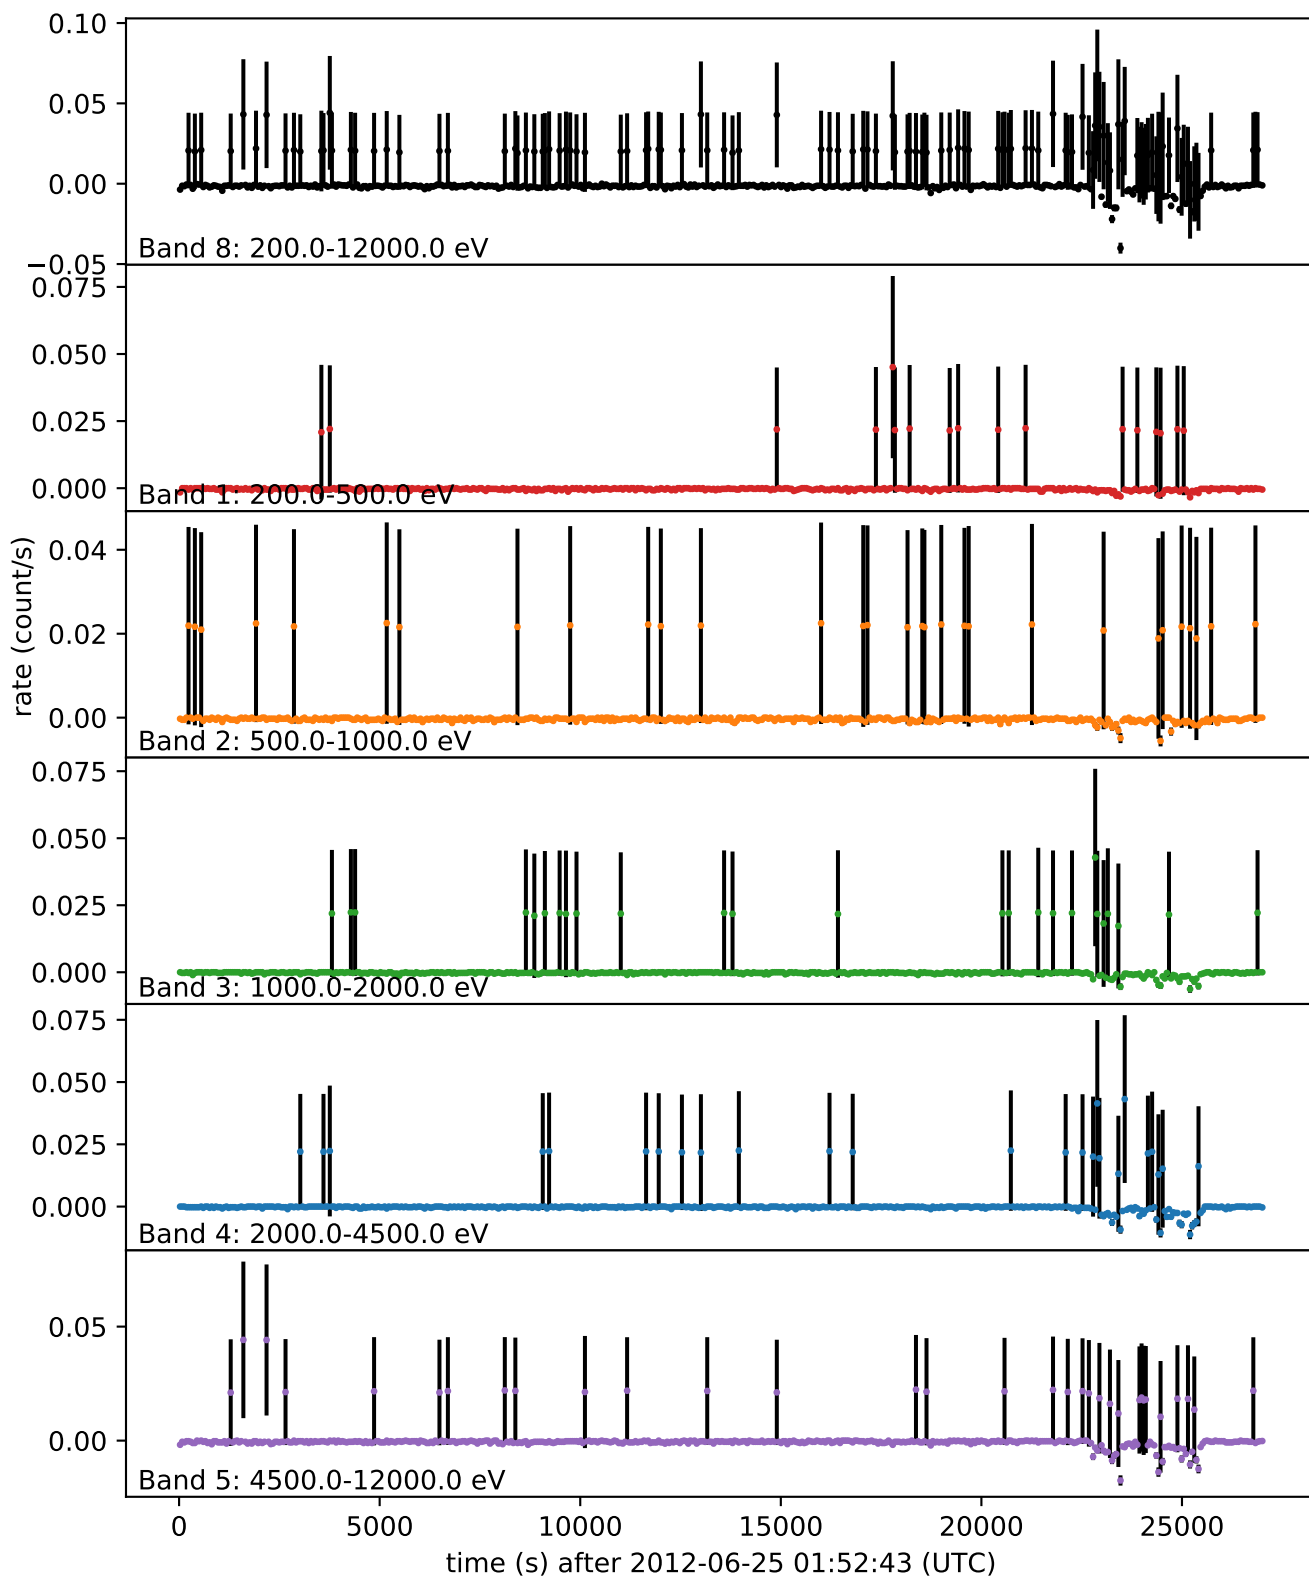 0.10
0.05
0.00
−0.05
Band 8: 200.0-12000.0 eV
0.075
0.050
0.025
0.000
Band 1: 200.0-500.0 eV
0.04
0.02
0.00
Band 2: 500.0-1000.0 eV
rate (count/s)
0.075
0.050
0.025
0.000
Band 3: 1000.0-2000.0 eV
0.075
0.050
0.025
0.000
Band 4: 2000.0-4500.0 eV
0.05
0.00
Band 5: 4500.0-12000.0 eV
0 5000 10000 15000 20000 25000
time (s) after 2012-06-25 01:52:43 (UTC)